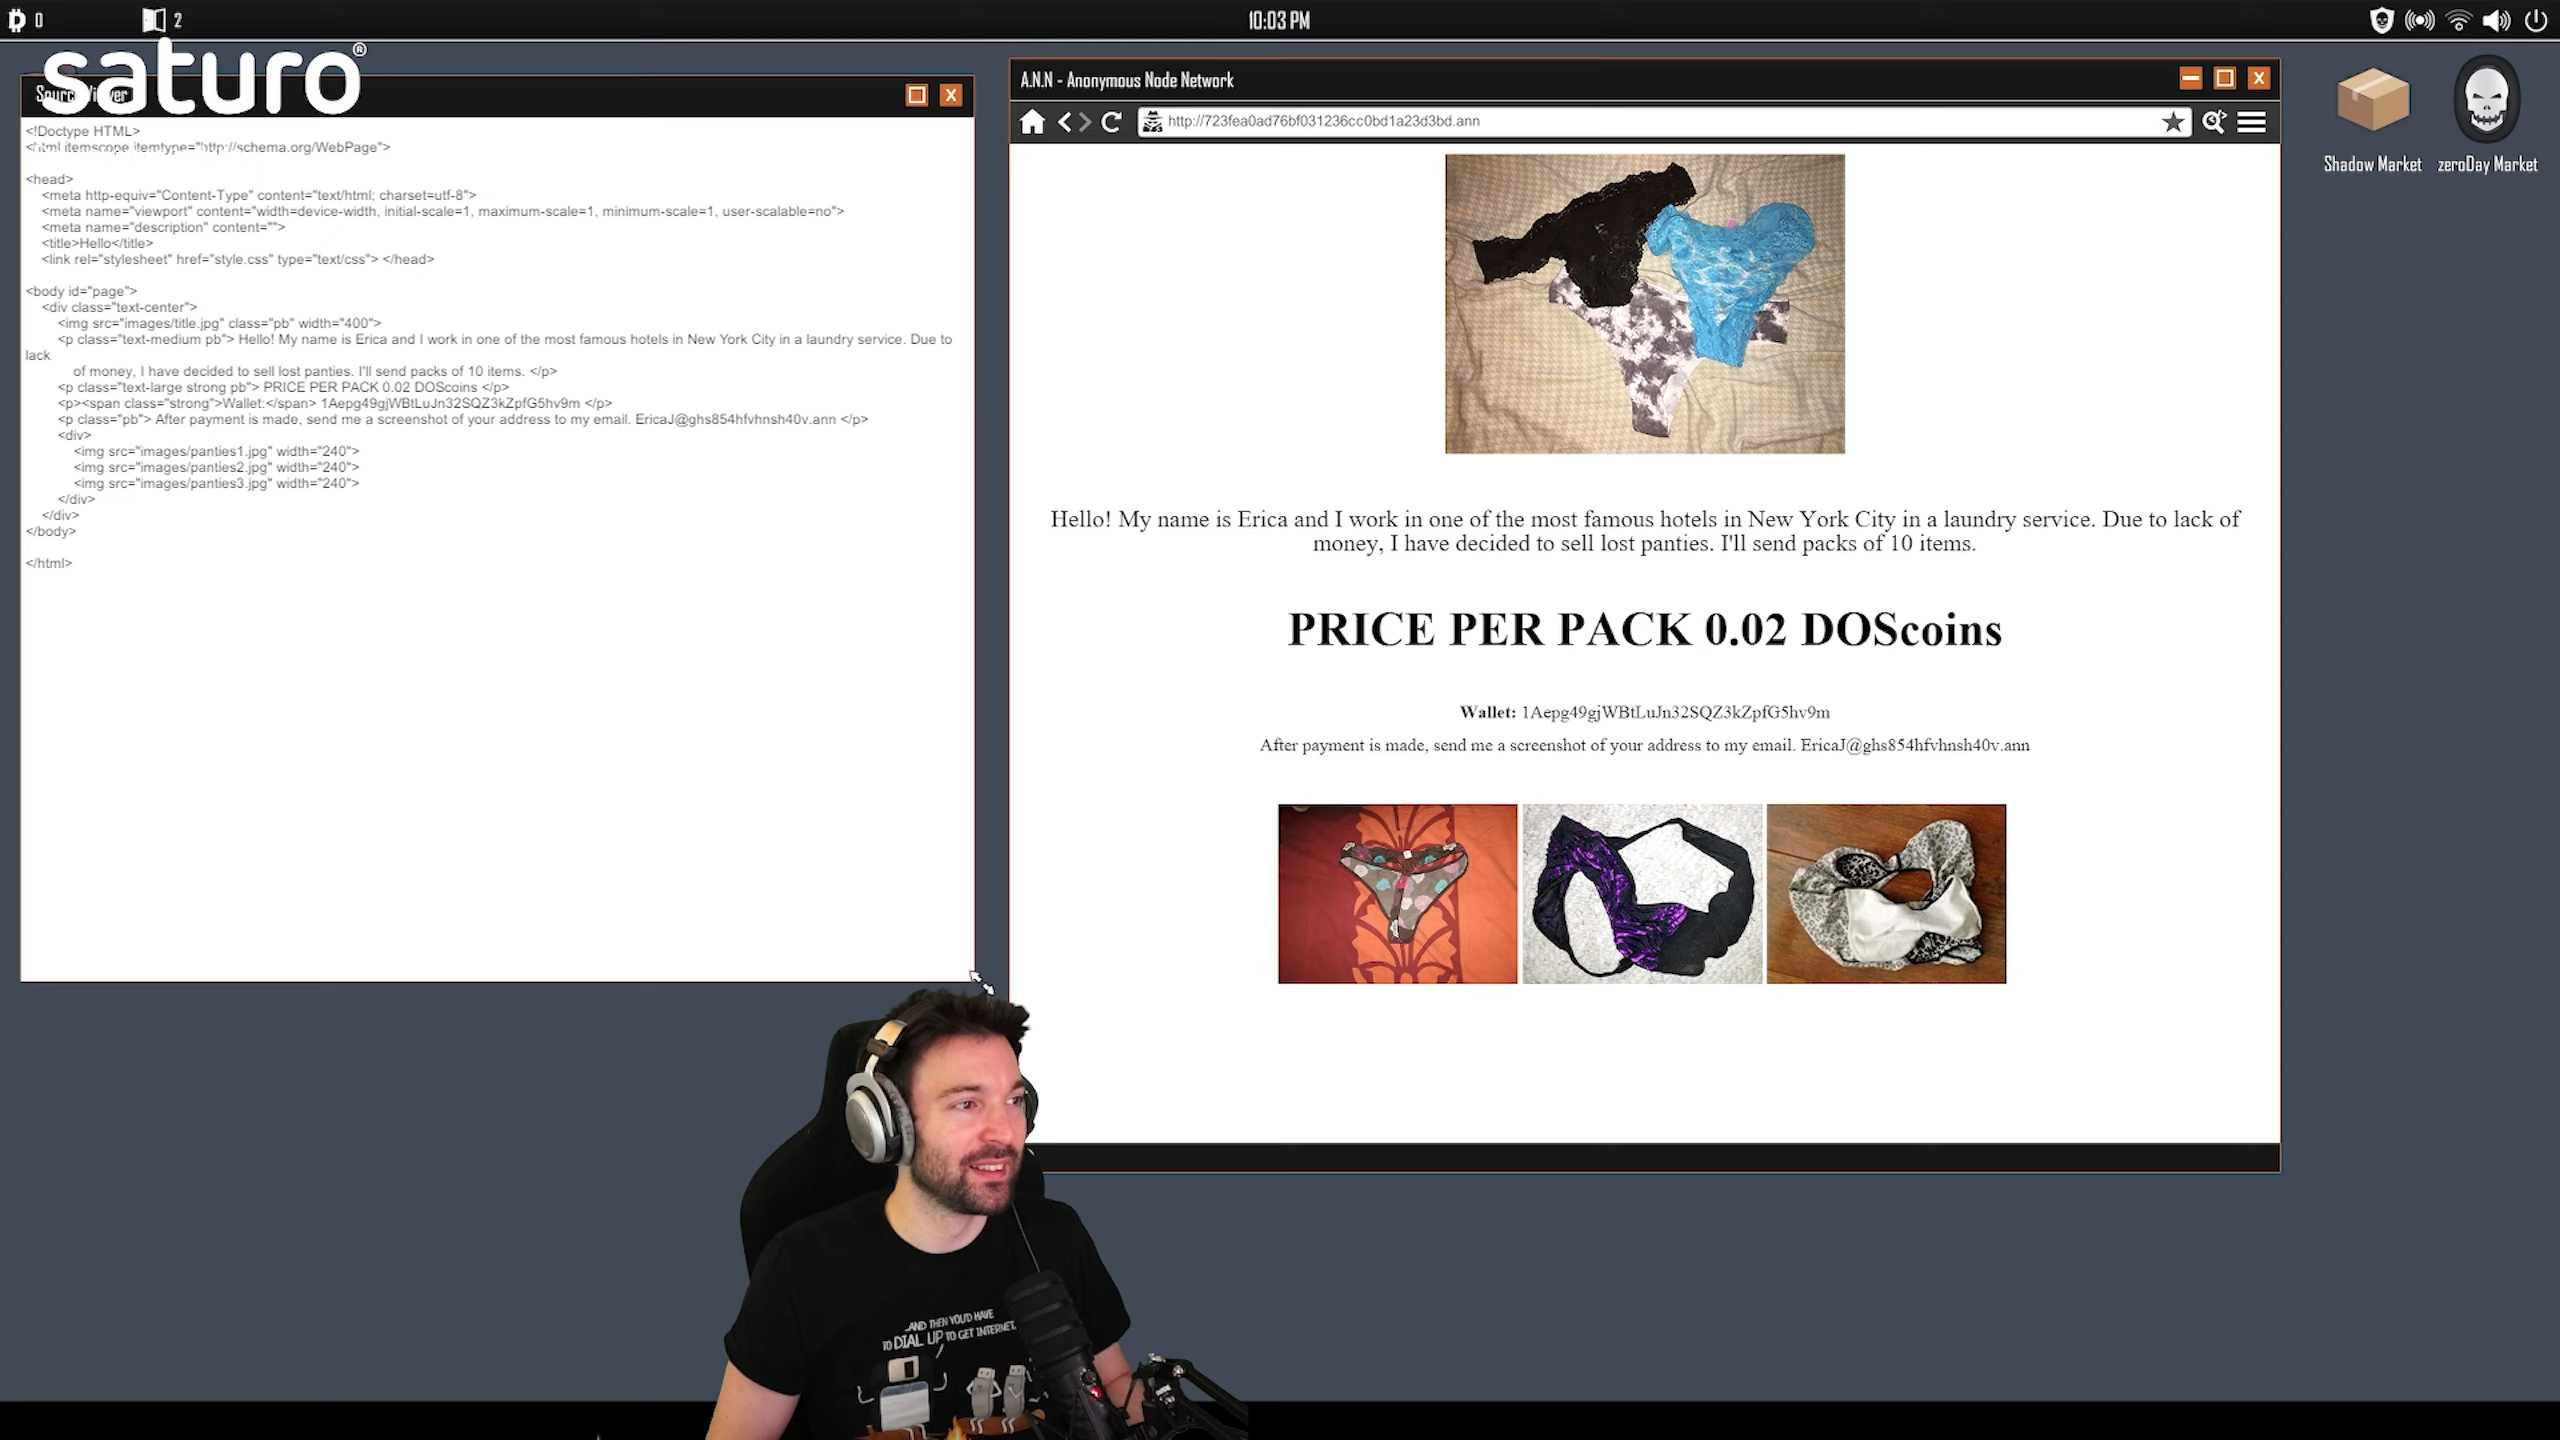 0
2
10:03 PM
saturo®
A.N.N - Anonymous Node Network
http://723fea0ad76bf031236cc0bd1a23d3bd.ann
Shadow Market
zeroDay Market
<!Doctype HTML>
<html itemscope itemtype="http://schema.org/WebPage">
<head>
<meta http-equiv="Content-Type" content="text/html; charset=utf-8">
<meta name="viewport" content="width=device-width, initial-scale=1, maximum-scale=1, minimum-scale=1, user-scalable=no">
<meta name="description" content="">
<title>Hello</title>
<link rel="stylesheet" href="style.css" type="text/css"> </head>
<body id="page">
<div class="text-center">
<img src="images/title.jpg" class="pb" width="400">
<p class="text-medium pb"> Hello! My name is Erica and I work in one of the most famous hotels in New York City in a laundry service. Due to
lack
of money, I have decided to sell lost panties. I'll send packs of 10 items. </p>
<p class="text-large strong pb"> PRICE PER PACK 0.02 DOScoins </p>
<p><span class="strong">Wallet:</span> 1Aepg49gjWBtLuJn32SQZ3kZpfG5hv9m </p>
<p class="pb"> After payment is made, send me a screenshot of your address to my email. EricaJ@ghs854hfvhnsh40v.ann </p>
<div>
<img src="images/panties1.jpg" width="240">
<img src="images/panties2.jpg" width="240">
<img src="images/panties3.jpg" width="240">
</div>
</div>
</body>
</html>
Hello! My name is Erica and I work in one of the most famous hotels in New York City in a laundry service. Due to lack of
money, I have decided to sell lost panties. I'll send packs of 10 items.
PRICE PER PACK 0.02 DOScoins
Wallet: 1Aepg49gjWBtLuJn32SQZ3kZpfG5hv9m
After payment is made, send me a screenshot of your address to my email. EricaJ@ghs854hfvhnsh40v.ann
...AND THEN YOU'D HAVE
TO DIAL UP TO GET INTERNET.